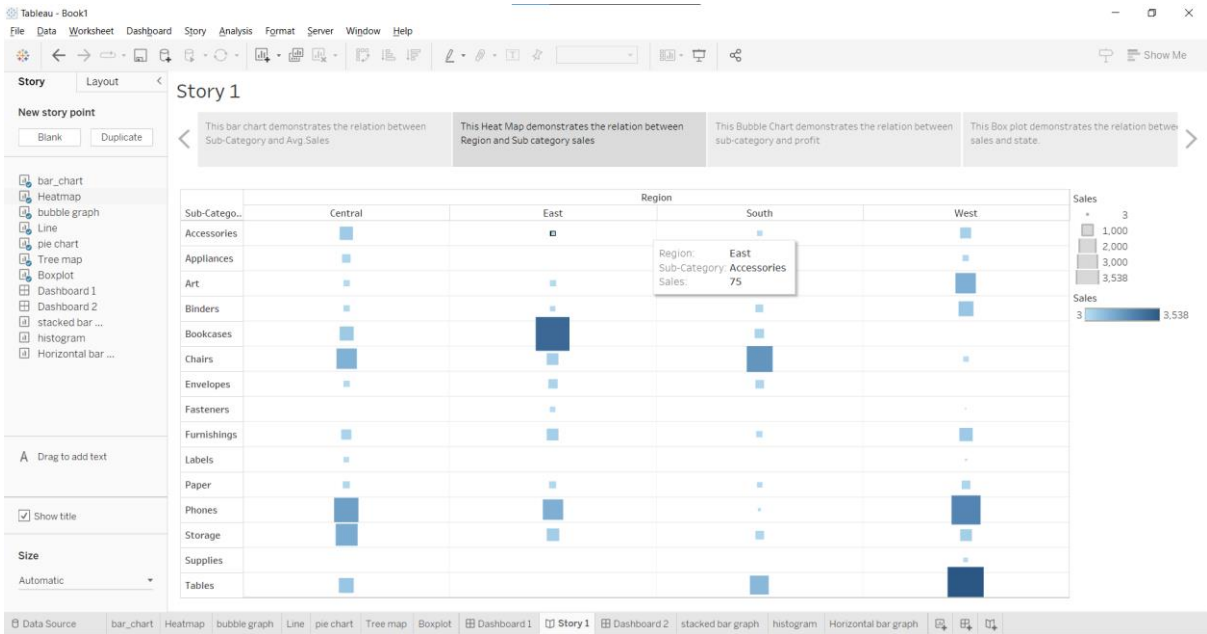 Tableau - Book1
File Data Worksheet Dashboard Story Analysis Format Server Window Help
Show Me
Story Layout
New story point
Blank Duplicate
bar_chart
Heatmap
bubble graph
Line
pie chart
Tree map
Boxplot
Dashboard 1
Dashboard 2
stacked bar ...
histogram
Horizontal bar ...
A Drag to add text
Show title
Size
Automatic
Story 1
This bar chart demonstrates the relation between
Sub-Category and Avg.Sales
This Heat Map demonstrates the relation between
Region and Sub category sales
This Bubble Chart demonstrates the relation between
sub-category and profit
This Box plot demonstrates the relation betwe
sales and state.
Region
Sub-Catego.. Central East South West
Accessories
Appliances
Art
Binders
Bookcases
Chairs
Envelopes
Fasteners
Furnishings
Labels
Paper
Phones
Storage
Supplies
Tables
Region: East
Sub-Category: Accessories
Sales: 75
Sales
3
1,000
2,000
3,000
3,538
Sales
3 3,538
Data Source bar_chart Heatmap bubble graph Line pie chart Tree map Boxplot Dashboard 1 Story 1 Dashboard 2 stacked bar graph histogram Horizontal bar graph